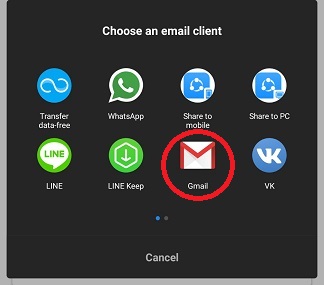 Choose an email client
Transfer
data-free
WhatsApp
Share to
mobile
Share to PC
LINE
LINE
LINE Keep
Gmail
VK
Cancel